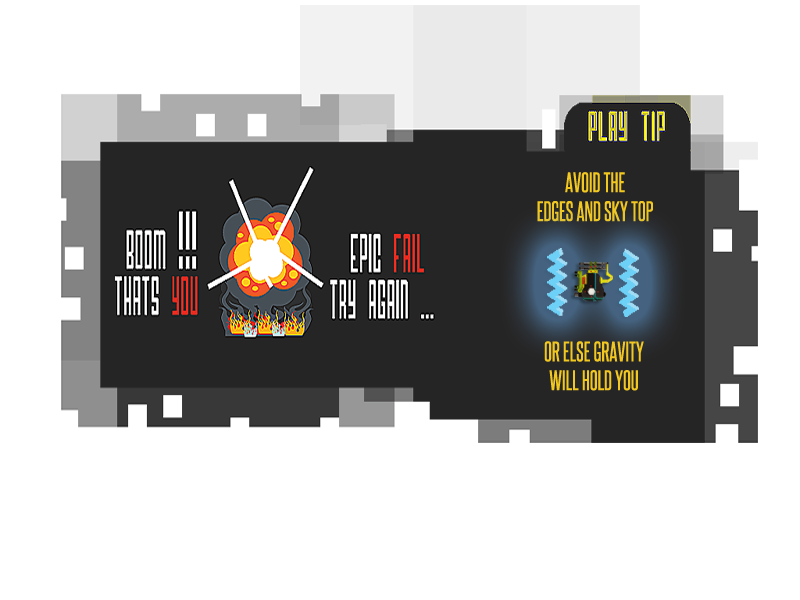 BOOM !!!
THATS YOU
EPIC FAIL
TRY AGAIN ...
PLAY TIP
AVOID THE
EDGES AND SKY TOP
OR ELSE GRAVITY
WILL HOLD YOU